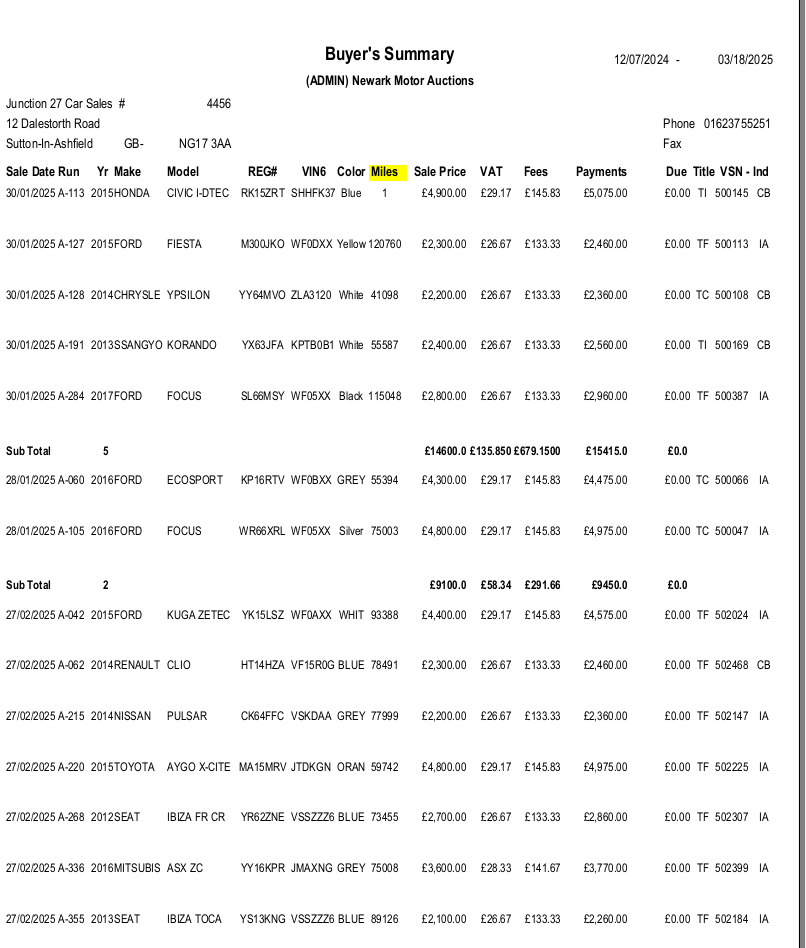 Buyer's Summary
12/07/2024 - 03/18/2025
(ADMIN) Newark Motor Auctions
Junction 27 Car Sales # 4456
12 Dalestorth Road
Phone 01623755251
Sutton-In-Ashfield GB- NG17 3AA
Fax
Sale Date Run Yr Make Model REG# VIN6 Color Miles Sale Price VAT Fees Payments Due Title VSN - Ind
30/01/2025 A-113 2015HONDA CIVIC I-DTEC RK15ZRT SHHFK37 Blue 1 £4,900.00 £29.17 £145.83 £5,075.00 £0.00 TI 500145 CB
30/01/2025 A-127 2015FORD FIESTA M300JKO WF0DXX Yellow 120760 £2,300.00 £26.67 £133.33 £2,460.00 £0.00 TF 500113 IA
30/01/2025 A-128 2014CHRYSLE YPSILON YY64MVO ZLA3120 White 41098 £2,200.00 £26.67 £133.33 £2,360.00 £0.00 TC 500108 CB
30/01/2025 A-191 2013SSANGYO KORANDO YX63JFA KPTB0B1 White 55587 £2,400.00 £26.67 £133.33 £2,560.00 £0.00 TI 500169 CB
30/01/2025 A-284 2017FORD FOCUS SL66MSY WF05XX Black 115048 £2,800.00 £26.67 £133.33 £2,960.00 £0.00 TF 500387 IA
Sub Total 5 £14600.0 £135.850 £679.1500 £15415.0 £0.0
28/01/2025 A-060 2016FORD ECOSPORT KP16RTV WF0BXX GREY 55394 £4,300.00 £29.17 £145.83 £4,475.00 £0.00 TC 500066 IA
28/01/2025 A-105 2016FORD FOCUS WR66XRL WF05XX Silver 75003 £4,800.00 £29.17 £145.83 £4,975.00 £0.00 TC 500047 IA
Sub Total 2 £9100.0 £58.34 £291.66 £9450.0 £0.0
27/02/2025 A-042 2015FORD KUGA ZETEC YK15LSZ WF0AXX WHIT 93388 £4,400.00 £29.17 £145.83 £4,575.00 £0.00 TF 502024 IA
27/02/2025 A-062 2014RENAULT CLIO HT14HZA VF15R0G BLUE 78491 £2,300.00 £26.67 £133.33 £2,460.00 £0.00 TF 502468 CB
27/02/2025 A-215 2014NISSAN PULSAR CK64FFC VSKDAA GREY 77999 £2,200.00 £26.67 £133.33 £2,360.00 £0.00 TF 502147 IA
27/02/2025 A-220 2015TOYOTA AYGO X-CITE MA15MRV JTDKGN ORAN 59742 £4,800.00 £29.17 £145.83 £4,975.00 £0.00 TF 502225 IA
27/02/2025 A-268 2012SEAT IBIZA FR CR YR62ZNE VSSZZZ6 BLUE 73455 £2,700.00 £26.67 £133.33 £2,860.00 £0.00 TF 502307 IA
27/02/2025 A-336 2016MITSUBIS ASX ZC YY16KPR JMAXNG GREY 75008 £3,600.00 £28.33 £141.67 £3,770.00 £0.00 TF 502399 IA
27/02/2025 A-355 2013SEAT IBIZA TOCA YS13KNG VSSZZZ6 BLUE 89126 £2,100.00 £26.67 £133.33 £2,260.00 £0.00 TF 502184 IA